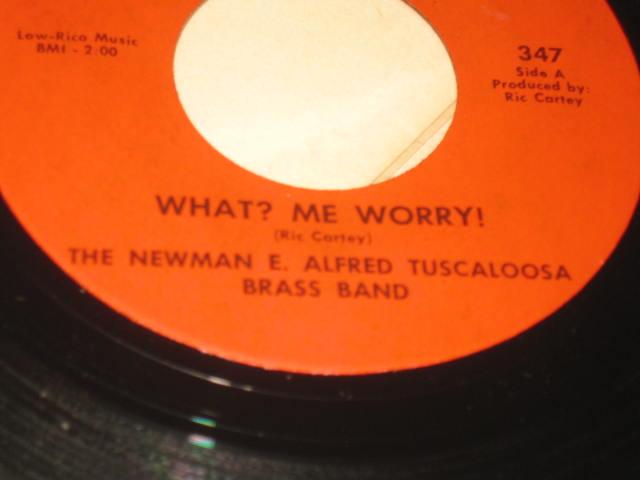 Low-Rico Music
BMI - 2:00
347
Side A
Produced by:
Ric Cartey
WHAT? ME WORRY!
(Ric Cartey)
THE NEWMAN E. ALFRED TUSCALOOSA
BRASS BAND